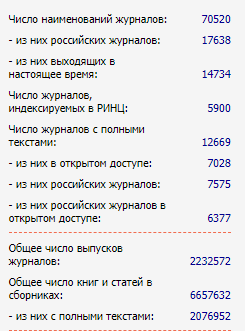 Число наименований журналов: 70520
- из них российских журналов: 17638
- из них выходящих в
настоящее время: 14734
Число журналов,
индексируемых в РИНЦ: 5900
Число журналов с полными
текстами: 12669
- из них в открытом доступе: 7028
- из них российских журналов: 7575
- из них российских журналов в
открытом доступе: 6377
Общее число выпусков
журналов: 2232572
Общее число книг и статей в
сборниках: 6657632
- из них с полными текстами: 2076952